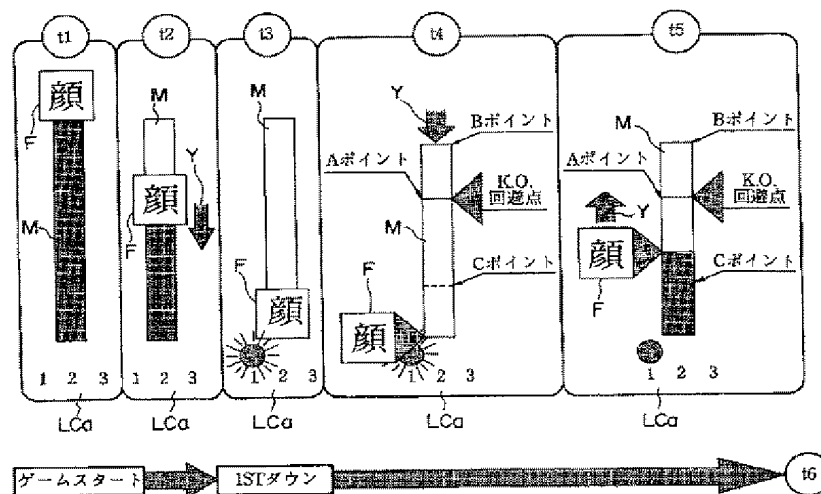 t1
t2
t3
t4
t5
顔
F
M
1 2 3
LCa
M
Y
顔
F
1 2 3
LCa
M
F
顔
1 2 3
LCa
Y
Bポイント
Aポイント
K.O.
回避点
M
Cポイント
F
顔
1 2 3
LCa
M
Bポイント
Aポイント
K.O.
回避点
Y
顔
F
Cポイント
1 2 3
LCa
ゲームスタート
1STダウン
t6